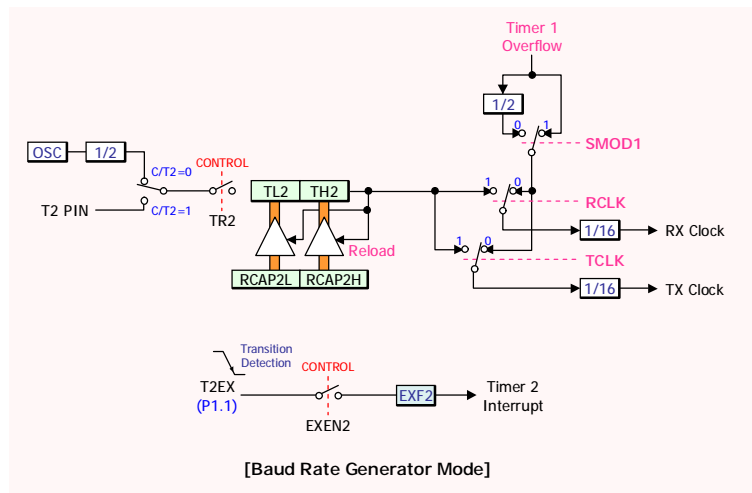 Timer 1
Overflow
1/2
0 1
SMOD1
OSC 1/2
C/T2=0
CONTROL
T2 PIN
C/T2=1
TR2
TL2 TH2
1 0
RCLK
1/16
RX Clock
Reload
1 0
TCLK
RCAP2L RCAP2H
1/16
TX Clock
Transition
Detection
CONTROL
T2EX
(P1.1)
EXF2
Timer 2
Interrupt
EXEN2
[Baud Rate Generator Mode]